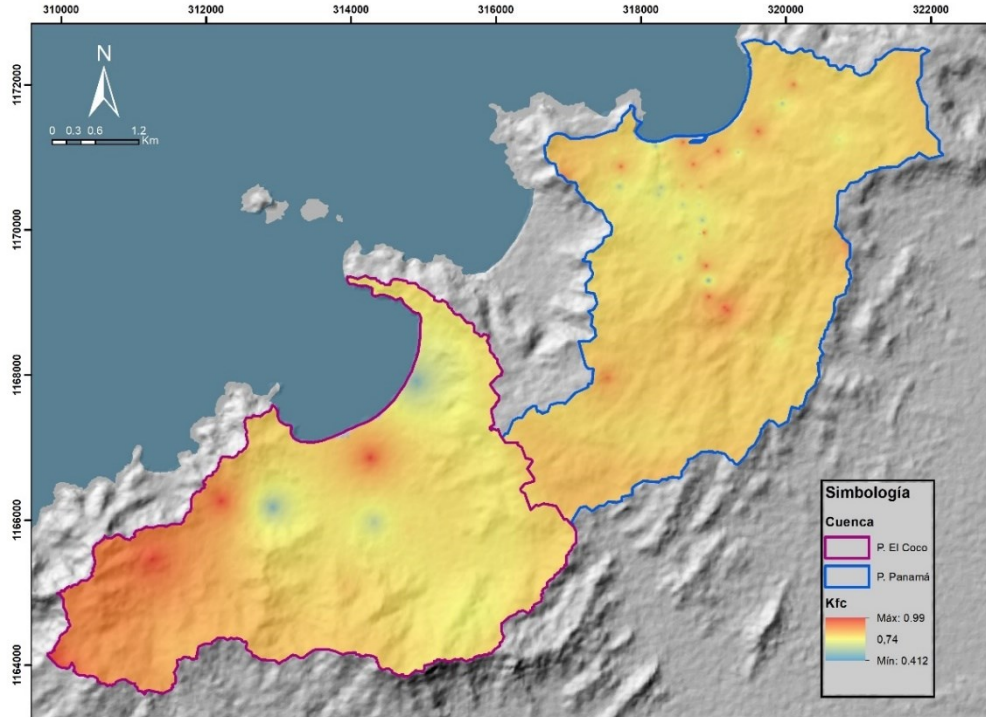 310000 312000 314000 316000 318000 320000 322000
N
0 0.3 0.6 1.2
Km
1172000
1170000
1168000
1166000
1164000
Simbología
Cuenca
P. El Coco
P. Panamá
Kfc
Máx: 0.99
0,74
Mín: 0.412